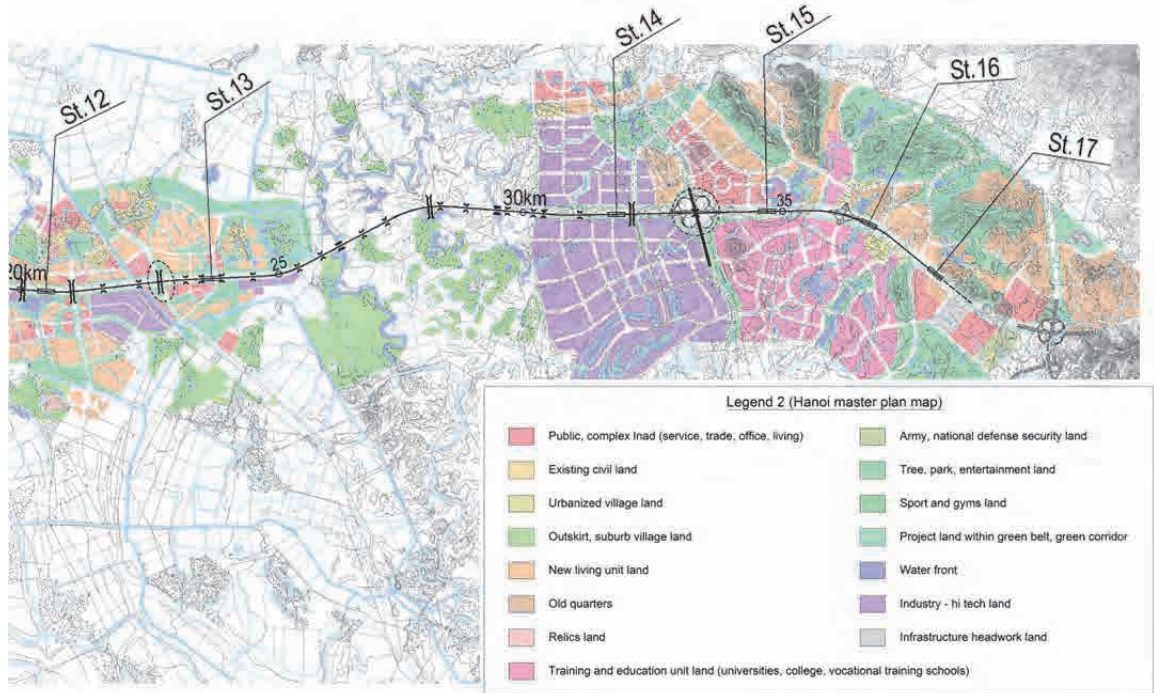 St.12
St.13
St.14
St.15
St.16
St.17
20km
25
30km
35
Legend 2 (Hanoi master plan map)
Public, complex lnad (service, trade, office, living)
Existing civil land
Urbanized village land
Outskirt, suburb village land
New living unit land
Old quarters
Relics land
Training and education unit land (universities, college, vocational training schools)
Army, national defense security land
Tree, park, entertainment land
Sport and gyms land
Project land within green belt, green corridor
Water front
Industry - hi tech land
Infrastructure headwork land